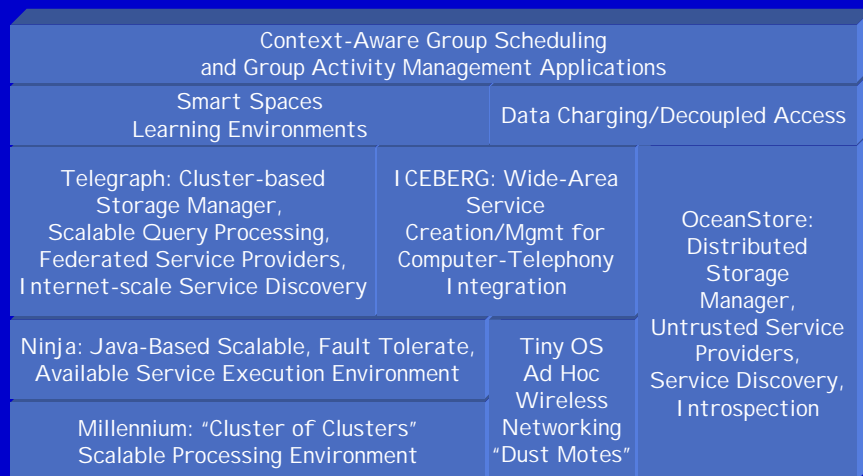 Context-Aware Group Scheduling
and Group Activity Management Applications
Smart Spaces
Learning Environments
Data Charging/Decoupled Access
Telegraph: Cluster-based
Storage Manager,
Scalable Query Processing,
Federated Service Providers,
Internet-scale Service Discovery
ICEBERG: Wide-Area
Service
Creation/Mgmt for
Computer-Telephony
Integration
OceanStore:
Distributed
Storage
Manager,
Untrusted Service
Providers,
Service Discovery,
Introspection
Ninja: Java-Based Scalable, Fault Tolerate,
Available Service Execution Environment
Tiny OS
Ad Hoc
Wireless
Networking
“Dust Motes”
Millennium: “Cluster of Clusters”
Scalable Processing Environment